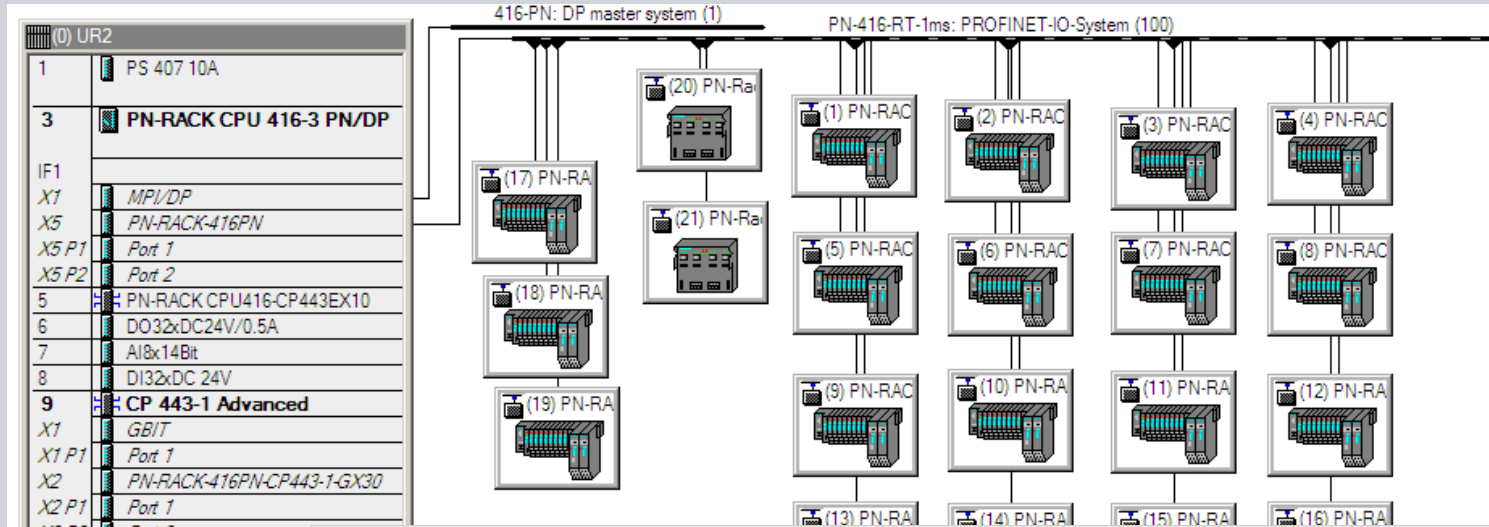 416-PN: DP master system (1)
PN-416-RT-1ms: PROFINET-IO-System (100)
(0) UR2
1 PS 407 10A
3 PN-RACK CPU 416-3 PN/DP
IF1
X1 MPI/DP
X5 PN-RACK-416PN
X5 P1 Port 1
X5 P2 Port 2
5 PN-RACK CPU416-CP443EX10
6 DO32xDC24V/0.5A
7 AI8x14Bit
8 DI32xDC 24V
9 CP 443-1 Advanced
X1 GBIT
X1 P1 Port 1
X2 PN-RACK-416PN-CP443-1-GX30
X2 P1 Port 1
(17) PN-RA
(18) PN-RA
(19) PN-RA
(20) PN-Ra
(21) PN-Ra
(1) PN-RAC
(2) PN-RAC
(3) PN-RAC
(4) PN-RAC
(5) PN-RAC
(6) PN-RAC
(7) PN-RAC
(8) PN-RAC
(9) PN-RAC
(10) PN-RA
(11) PN-RA
(12) PN-RA
(13) PN-RA
(14) PN-RA
(15) PN-RA
(16) PN-RA